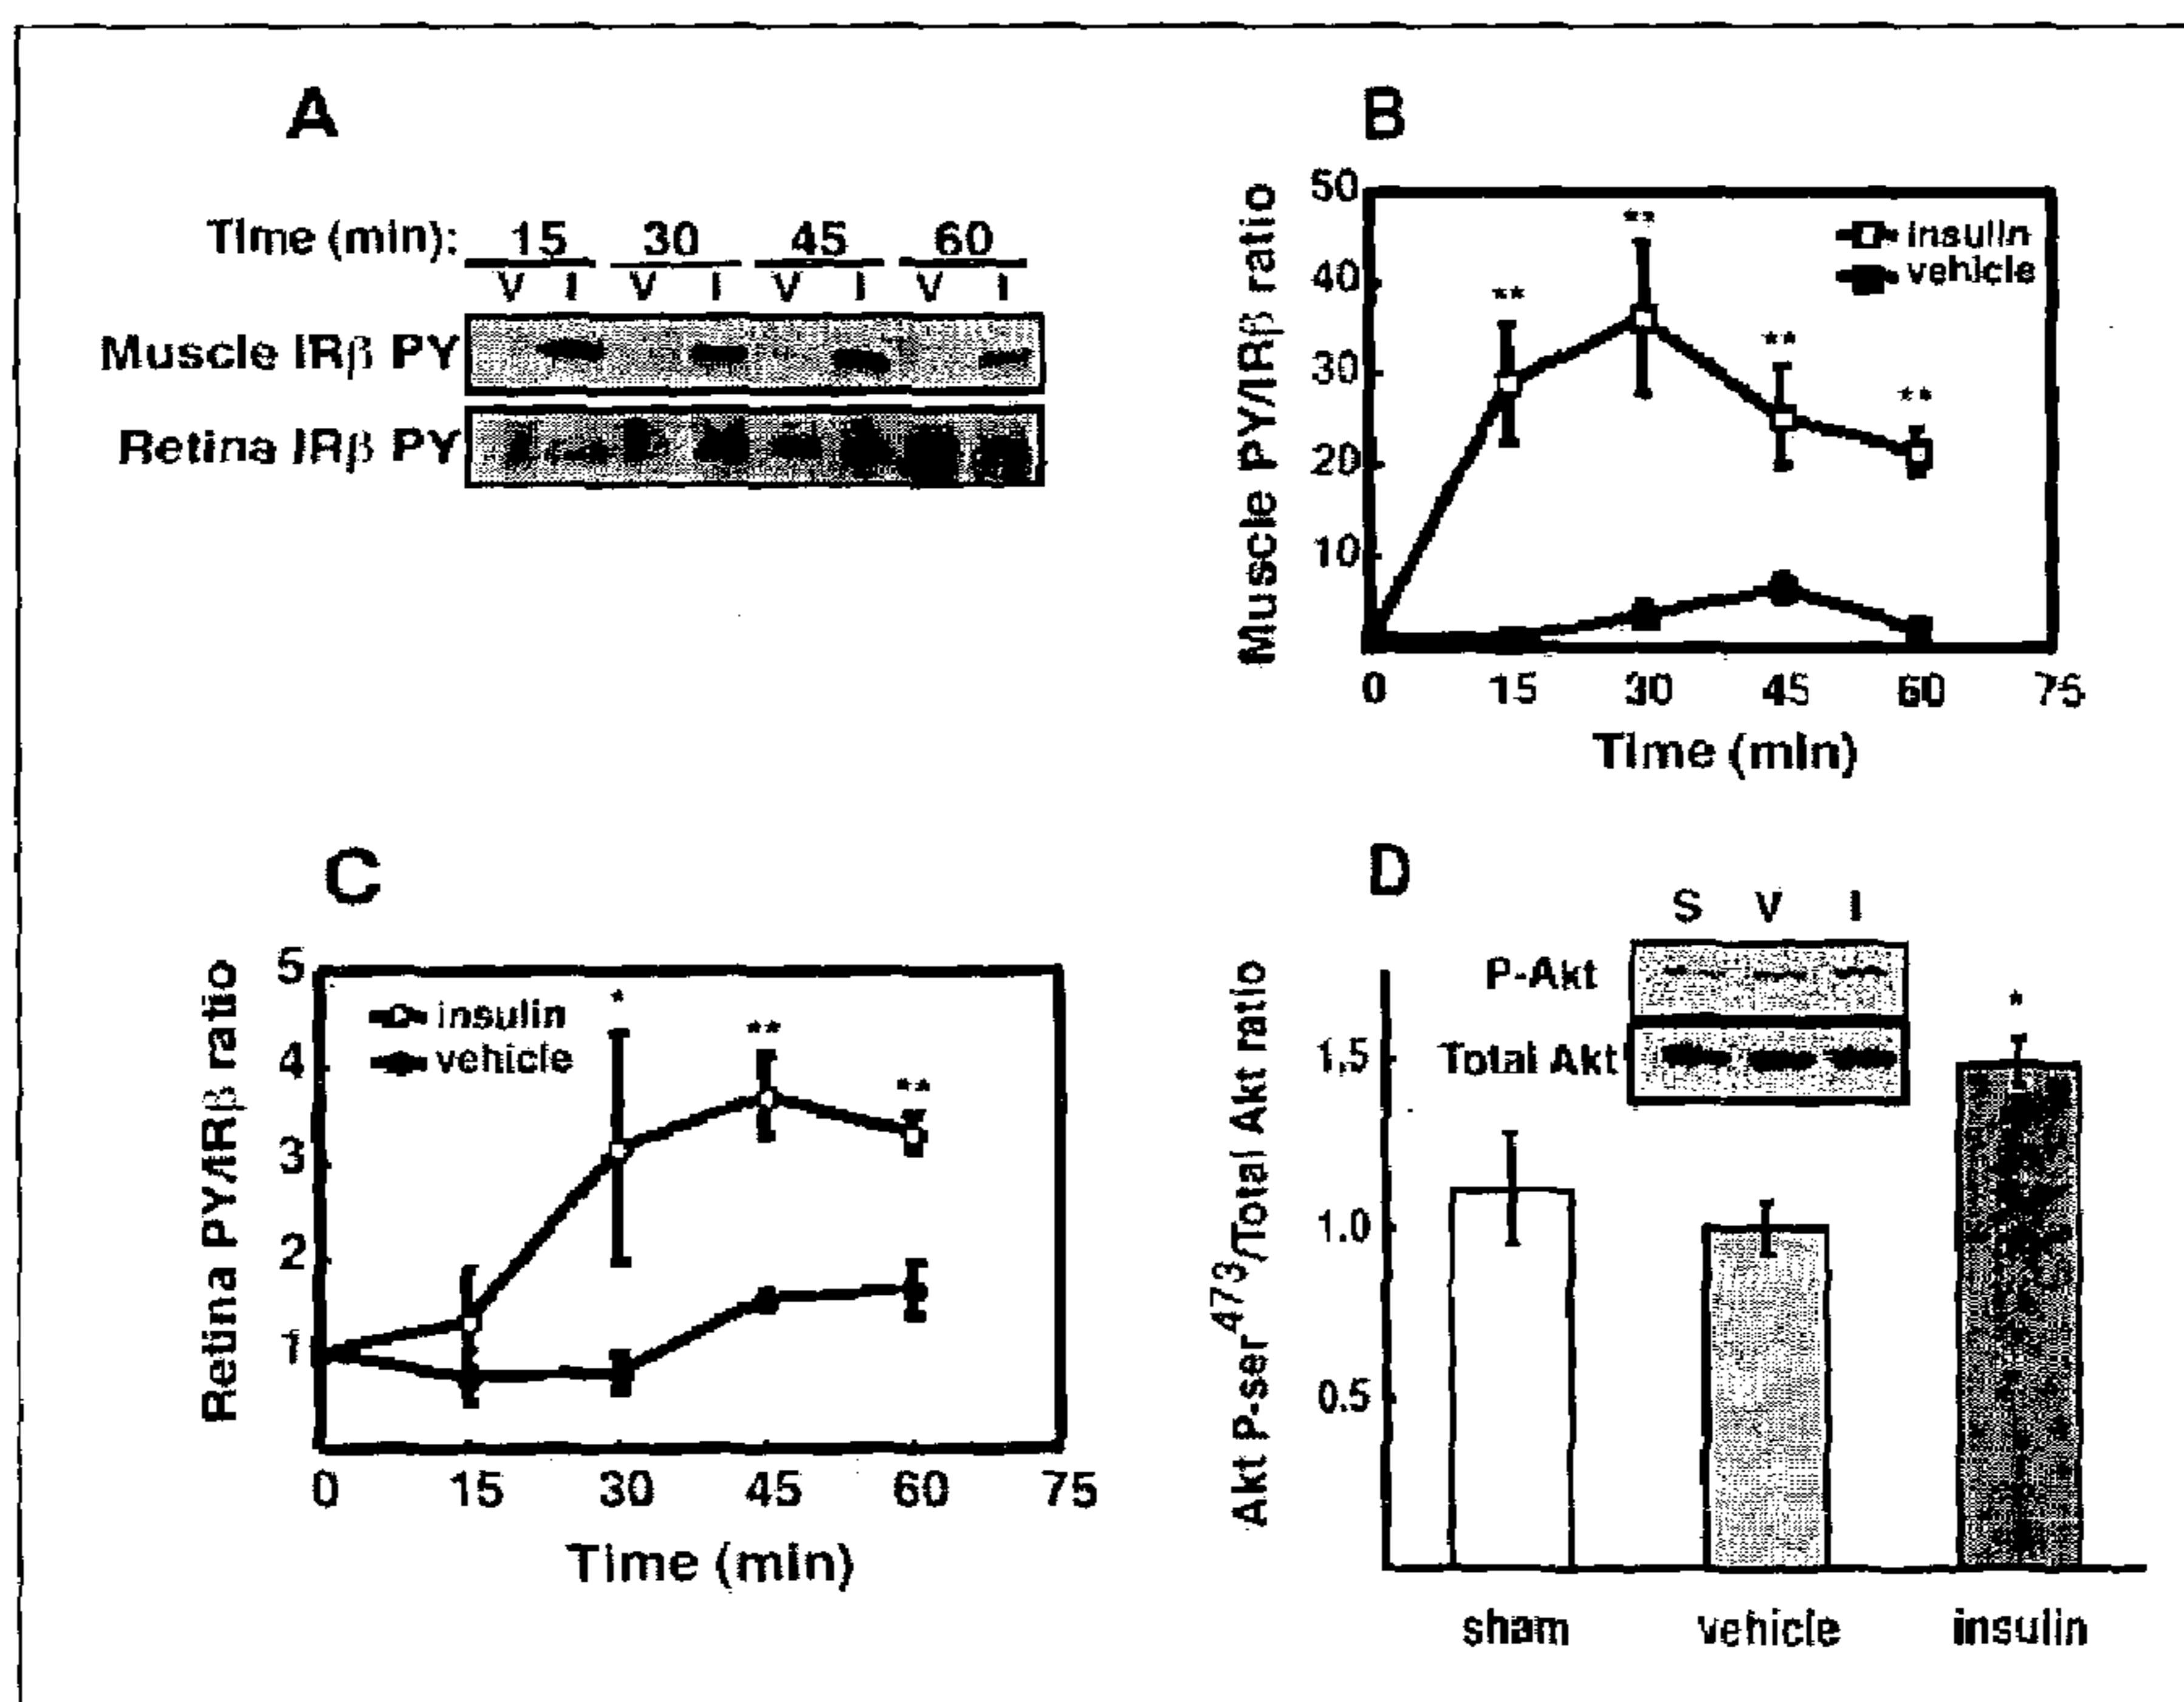 A
Time (min): 15 30 45 60
V I V I V I V I
Muscle IRβ PY
Retina IRβ PY
B
Muscle PY/IRβ ratio
50
40
30
20
10
** ** ** **
insulin
vehicle
0 15 30 45 60 75
Time (min)
C
Retina PY/IRβ ratio
5
4
3
2
1
* ** **
insulin
vehicle
0 15 30 45 60 75
Time (min)
D
S V I
P-Akt
Total Akt
Akt P-ser473/Total Akt ratio
1.5
1.0
0.5
*
sham vehicle insulin